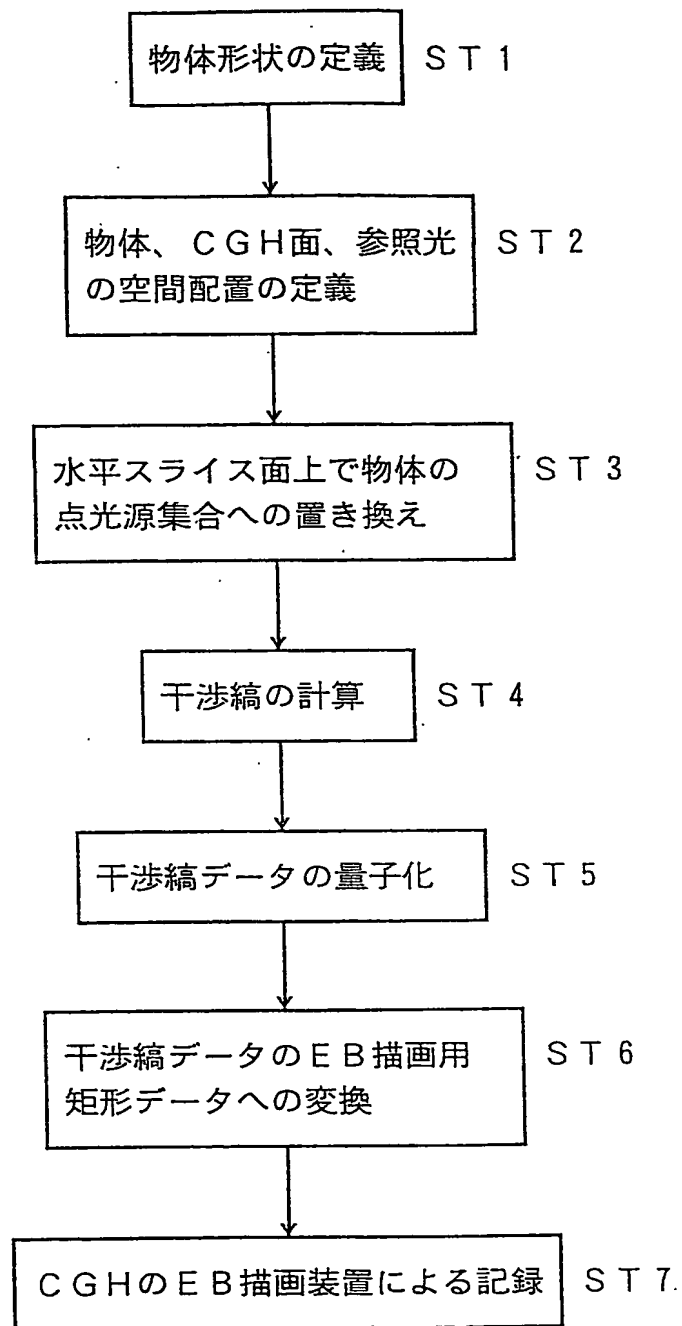 物体形状の定義 ST1
物体、CGH面、参照光 ST2
の空間配置の定義
水平スライス面上で物体の ST3
点光源集合への置き換え
干渉縞の計算 ST4
干渉縞データの量子化 ST5
干渉縞データのEB描画用 ST6
矩形データへの変換
CGHのEB描画装置による記録 ST7